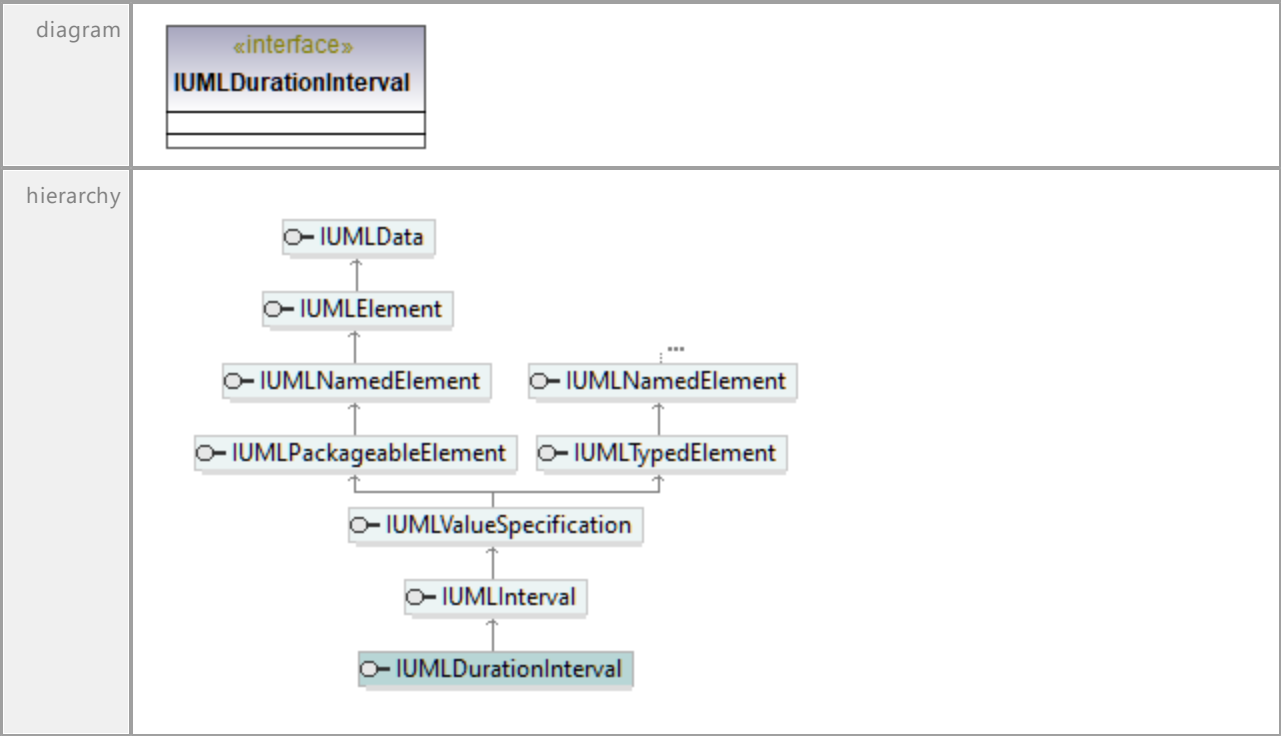 diagram
«interface»
IUMLDurationInterval
hierarchy
IUMLData
IUMLElement
...
IUMLNamedElement IUMLNamedElement
IUMLPackageableElement IUMLTypedElement
IUMLValueSpecification
IUMLInterval
IUMLDurationInterval